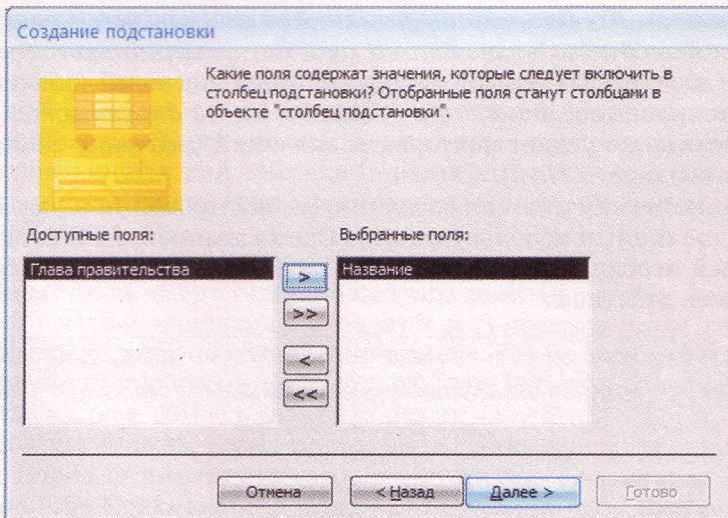 Создание подстановки
Какие поля содержат значения, которые следует включить в
столбец подстановки? Отобранные поля станут столбцами в
объекте "столбец подстановки".
Доступные поля:
Выбранные поля:
Глава правительства
Название
>
>>
<
<<
Отмена
< Назад
Далее >
Готово